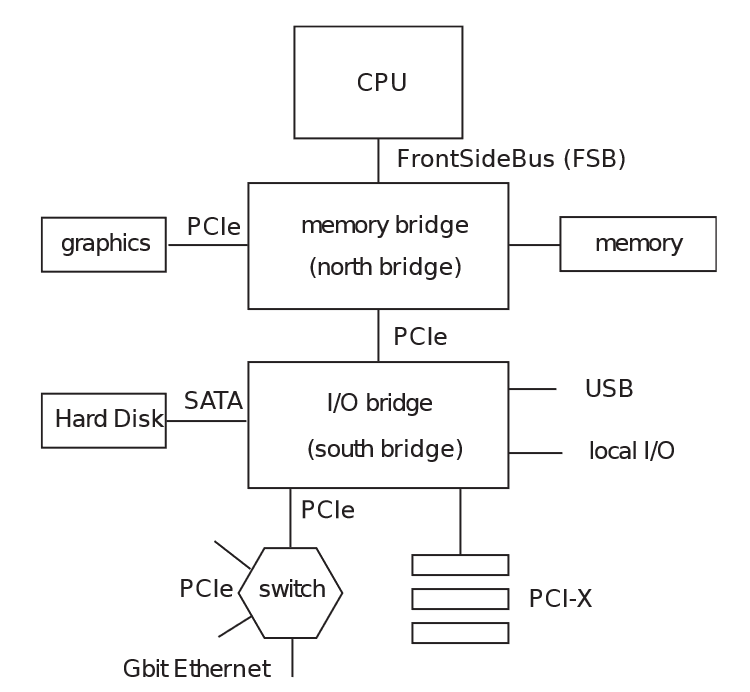 CPU
FrontSideBus (FSB)
PCIe
graphics
memory bridge
(north bridge)
memory
PCIe
SATA
Hard Disk
I/O bridge
(south bridge)
USB
local I/O
PCIe
PCIe
switch
PCI-X
Gbit Ethernet